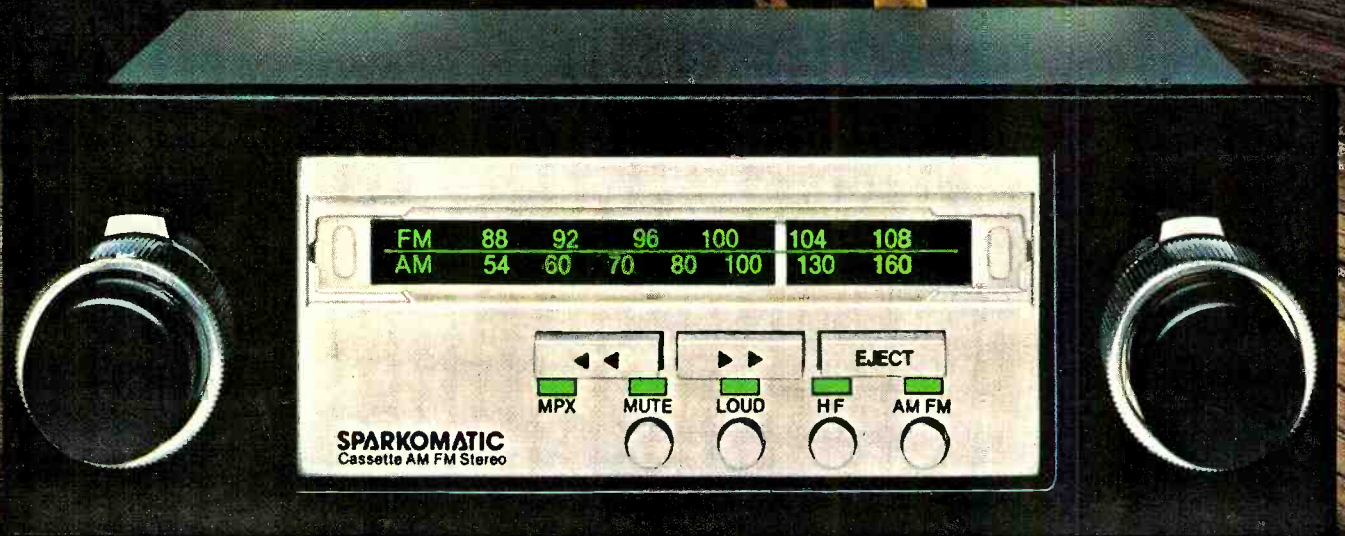 FM 88 92 96 100 104 108
AM 54 60 70 80 100 130 160
◄ ◄ ► ► EJECT
MPX MUTE LOUD HF AM FM
SPARKOMATIC
Cassette AM FM Stereo